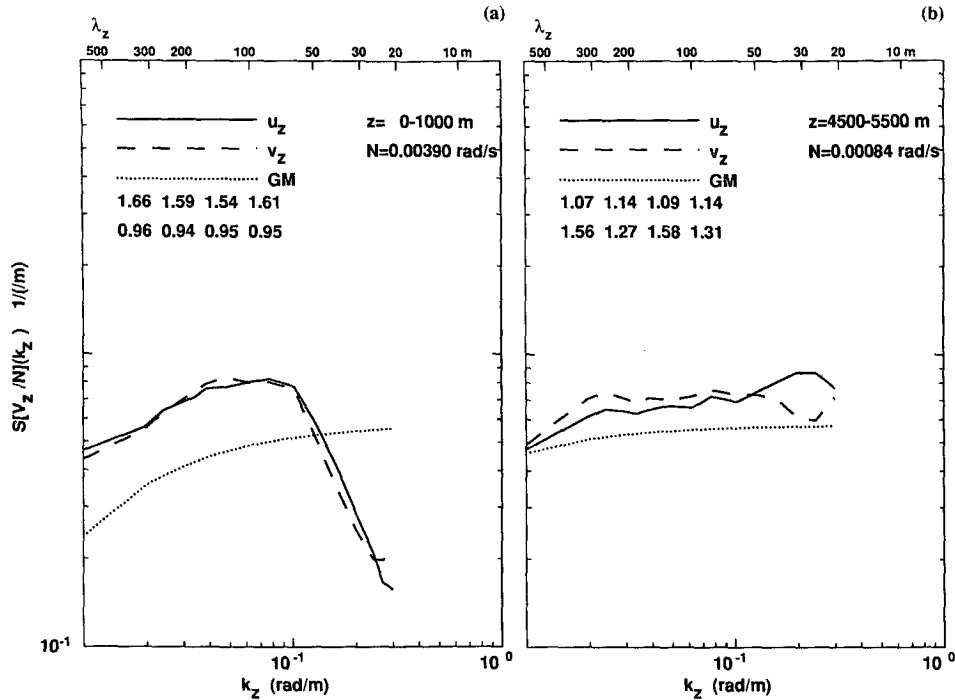 (a)
λz
500 300 200 100 50 30 20 10 m
uz
vz
GM
z= 0-1000 m
N=0.00390 rad/s
1.66 1.59 1.54 1.61
0.96 0.94 0.95 0.95
S[Vz /N](kz) 1/(/m)
10-1
10-1
100
kz (rad/m)
(b)
λz
500 300 200 100 50 30 20 10 m
uz
vz
GM
z=4500-5500 m
N=0.00084 rad/s
1.07 1.14 1.09 1.14
1.56 1.27 1.58 1.31
10-1
100
kz (rad/m)